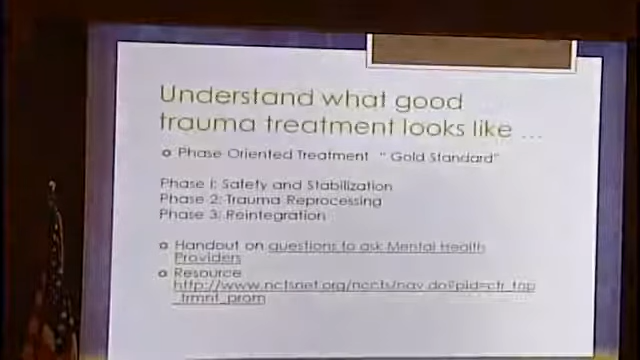 Understand what good
trauma treatment looks like ...
Phase Oriented Treatment " Gold Standard"
Phase 1: Safety and Stabilization
Phase 2: Trauma Reprocessing
Phase 3: Reintegration
Handout on questions to ask Mental Health
Providers
Resource
http://www.nctsnet.org/nccts/nav.do?pid=ctr_top
_trmnt_prom